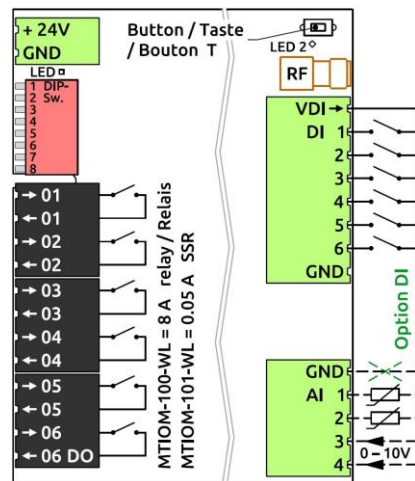 + 24V
GND
LED
1 DIP-
2 Sw.
3
4
5
6
7
8
→ 01
← 01
→ 02
← 02
→ 03
← 03
→ 04
← 04
→ 05
← 05
→ 06
← 06 DO
MTIOM-100-WL = 8 A relay / Relais
MTIOM-101-WL = 0.05 A SSR
Button / Taste
/ Bouton T
LED 2
RF
VDI →
DI 1
2
3
4
5
6
GND
Option DI
GND
AI 1
2
3
4
0 – 10V